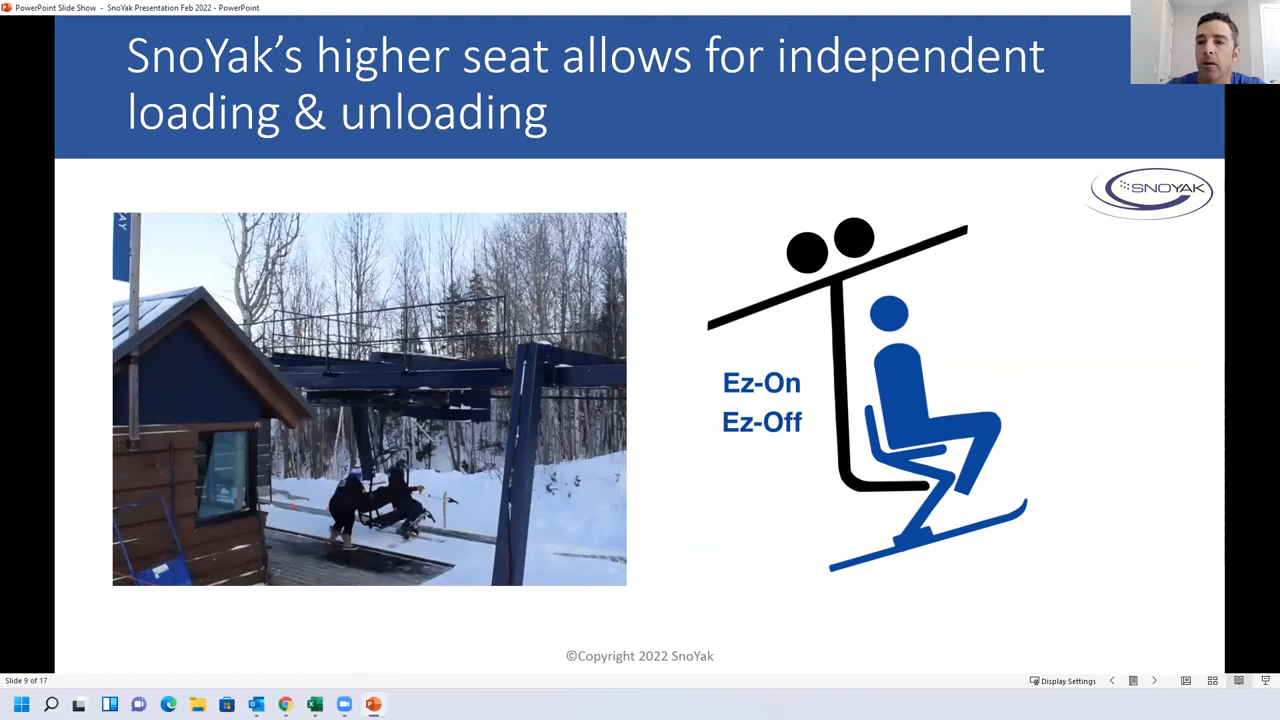 PowerPoint Slide Show - SnoYak Presentation Feb 2022 - PowerPoint
SnoYak's higher seat allows for independent
loading & unloading
SNOYAK
AY
Ez-On
Ez-Off
©Copyright 2022 SnoYak
Slide 9 of 17
Display Settings